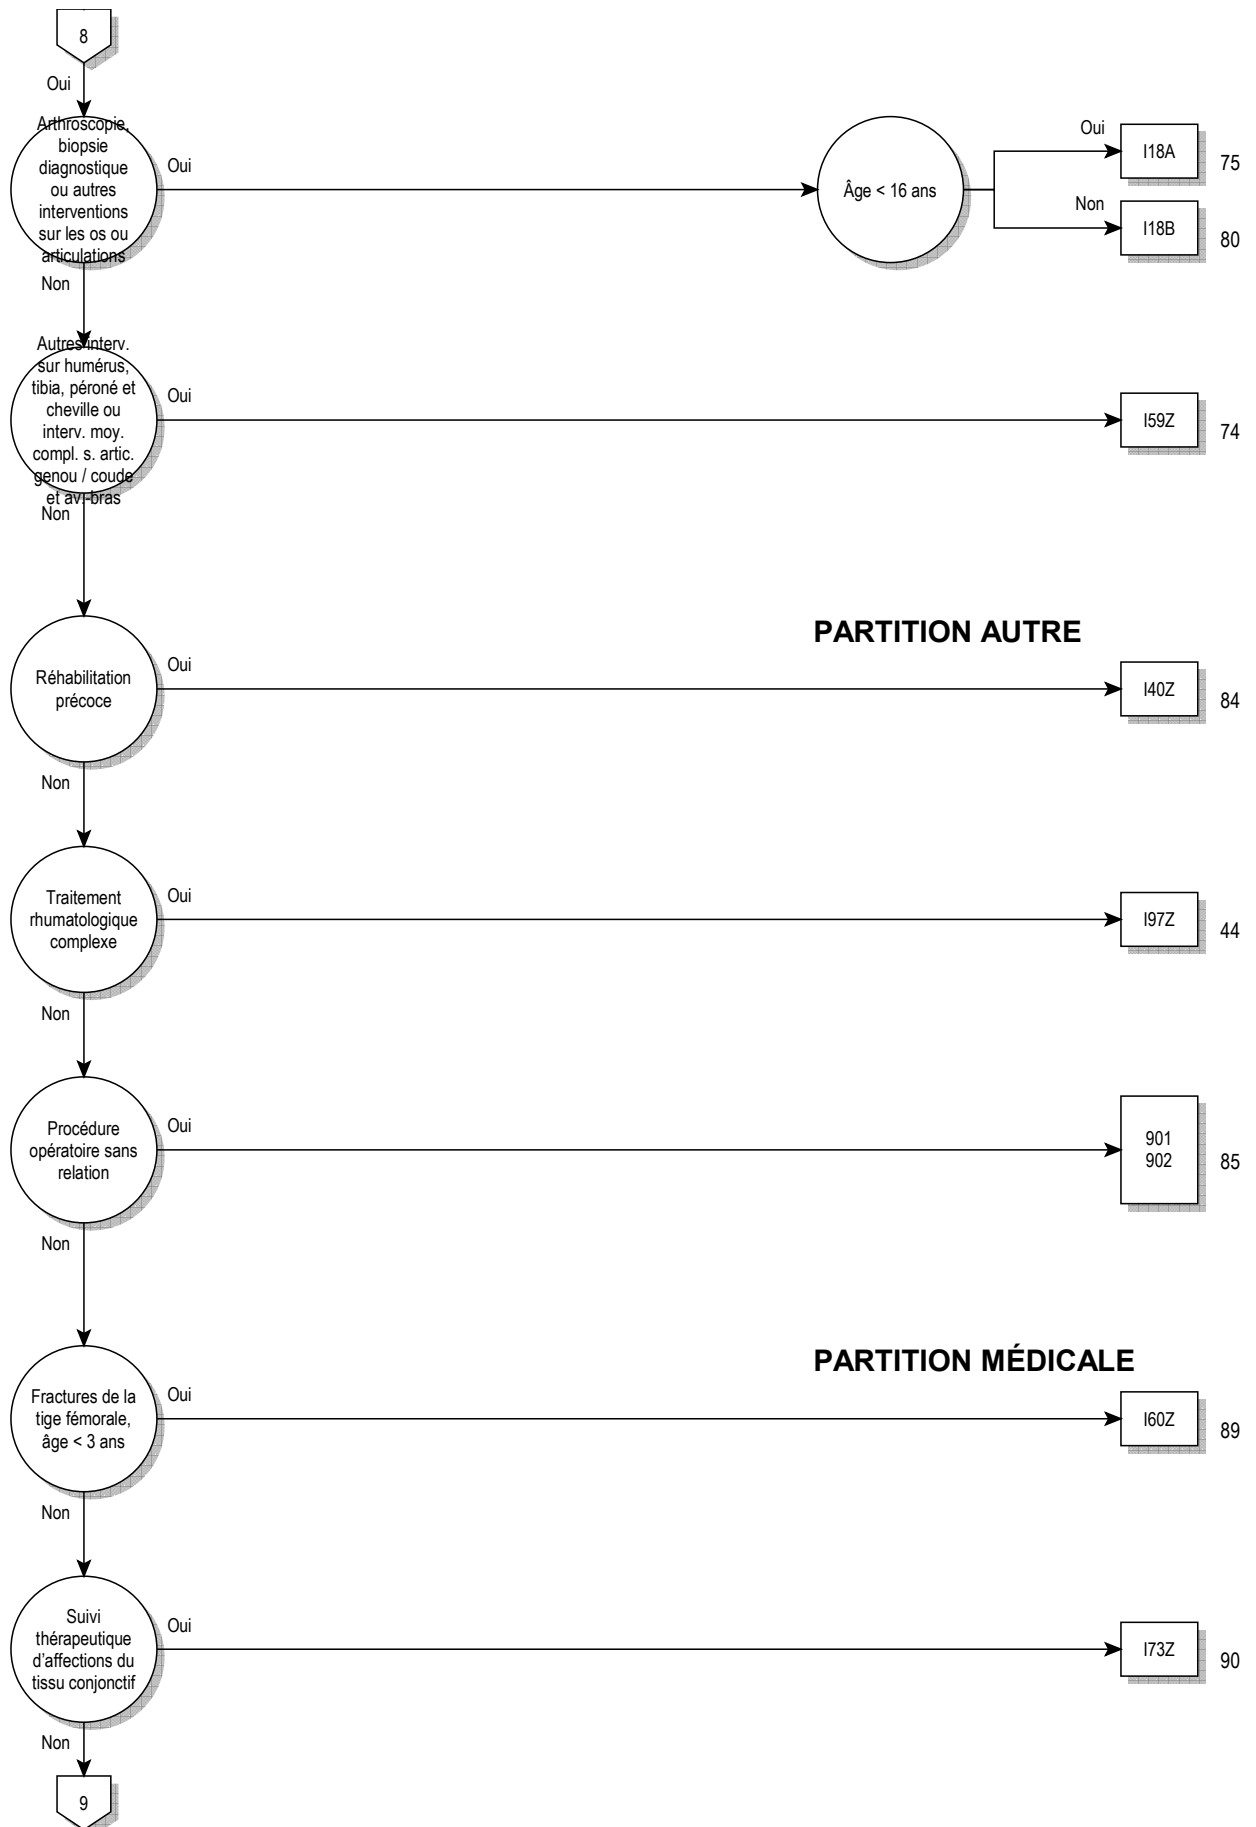 8
Oui
Arthroscopie,
biopsie
diagnostique
ou autres
interventions
sur les os ou
articulations
Oui
Âge < 16 ans
Oui
I18A
75
Non
I18B
80
Non
Autres interv.
sur humérus,
tibia, péroné et
cheville ou
interv. moy.
compl. s. artic.
genou / coude
et av.-bras
Oui
I59Z
74
Non
PARTITION AUTRE
Réhabilitation
précoce
Oui
I40Z
84
Non
Traitement
rhumatologique
complexe
Oui
I97Z
44
Non
Procédure
opératoire sans
relation
Oui
901
902
85
Non
PARTITION MÉDICALE
Fractures de la
tige fémorale,
âge < 3 ans
Oui
I60Z
89
Non
Suivi
thérapeutique
d'affections du
tissu conjonctif
Oui
I73Z
90
Non
9